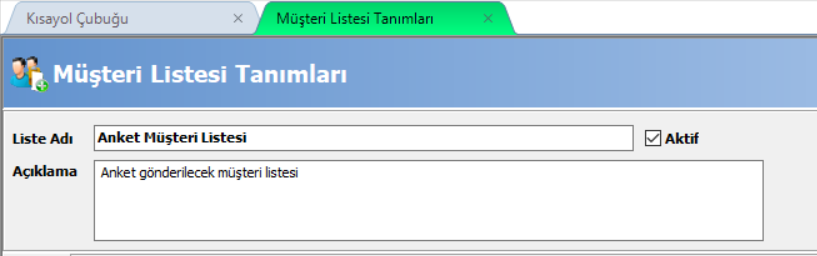 Kısayol Çubuğu × Müşteri Listesi Tanımları ×
Müşteri Listesi Tanımları
Liste Adı Anket Müşteri Listesi Aktif
Açıklama Anket gönderilecek müşteri listesi